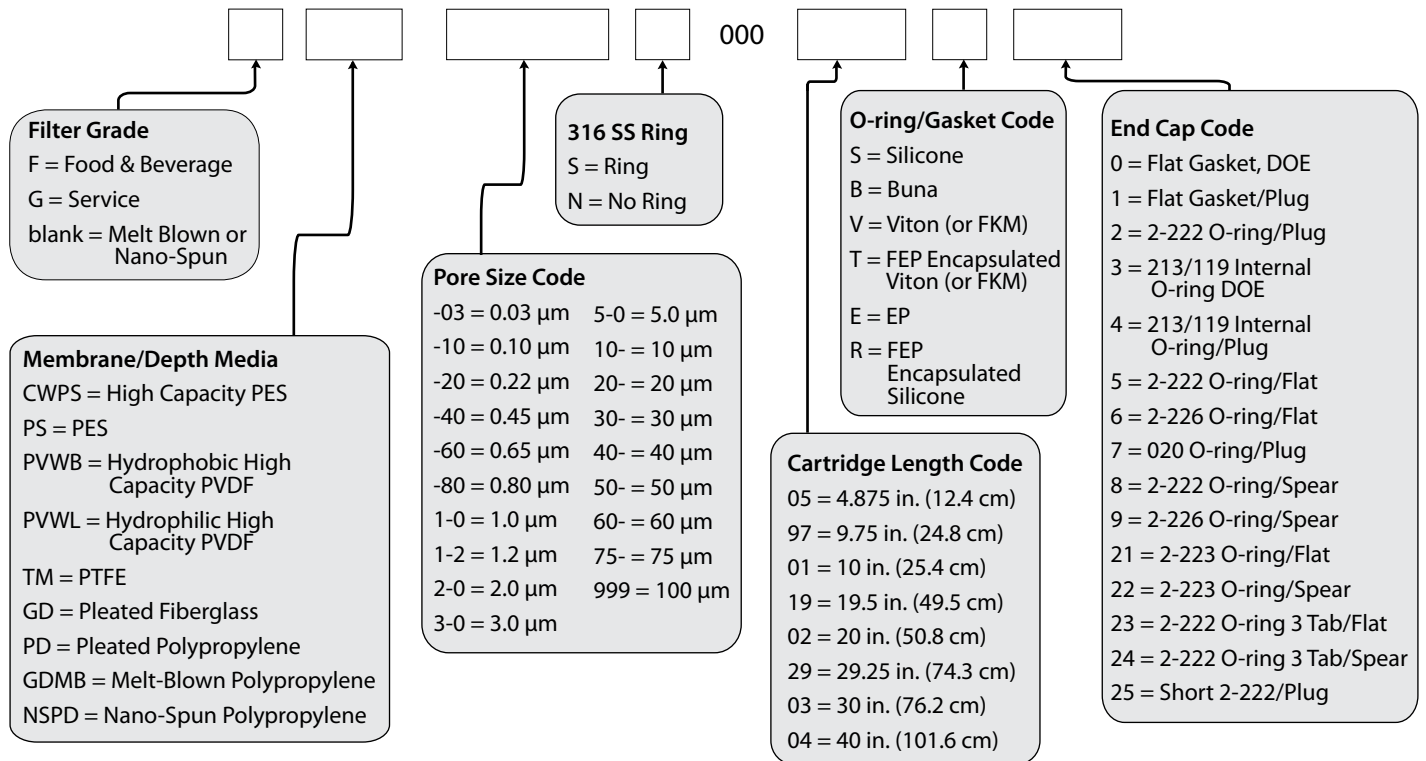 000
Filter Grade
F = Food & Beverage
G = Service
blank = Melt Blown or
Nano-Spun
Membrane/Depth Media
CWPS = High Capacity PES
PS = PES
PVWB = Hydrophobic High
Capacity PVDF
PVWL = Hydrophilic High
Capacity PVDF
TM = PTFE
GD = Pleated Fiberglass
PD = Pleated Polypropylene
GDMB = Melt-Blown Polypropylene
NSPD = Nano-Spun Polypropylene
Pore Size Code
-03 = 0.03 µm
-10 = 0.10 µm
-20 = 0.22 µm
-40 = 0.45 µm
-60 = 0.65 µm
-80 = 0.80 µm
1-0 = 1.0 µm
1-2 = 1.2 µm
2-0 = 2.0 µm
3-0 = 3.0 µm
5-0 = 5.0 µm
10- = 10 µm
20- = 20 µm
30- = 30 µm
40- = 40 µm
50- = 50 µm
60- = 60 µm
75- = 75 µm
999 = 100 µm
316 SS Ring
S = Ring
N = No Ring
Cartridge Length Code
05 = 4.875 in. (12.4 cm)
97 = 9.75 in. (24.8 cm)
01 = 10 in. (25.4 cm)
19 = 19.5 in. (49.5 cm)
02 = 20 in. (50.8 cm)
29 = 29.25 in. (74.3 cm)
03 = 30 in. (76.2 cm)
04 = 40 in. (101.6 cm)
O-ring/Gasket Code
S = Silicone
B = Buna
V = Viton (or FKM)
T = FEP Encapsulated
Viton (or FKM)
E = EP
R = FEP
Encapsulated
Silicone
End Cap Code
0 = Flat Gasket, DOE
1 = Flat Gasket/Plug
2 = 2-222 O-ring/Plug
3 = 213/119 Internal
O-ring DOE
4 = 213/119 Internal
O-ring/Plug
5 = 2-222 O-ring/Flat
6 = 2-226 O-ring/Flat
7 = 020 O-ring/Plug
8 = 2-222 O-ring/Spear
9 = 2-226 O-ring/Spear
21 = 2-223 O-ring/Flat
22 = 2-223 O-ring/Spear
23 = 2-222 O-ring 3 Tab/Flat
24 = 2-222 O-ring 3 Tab/Spear
25 = Short 2-222/Plug